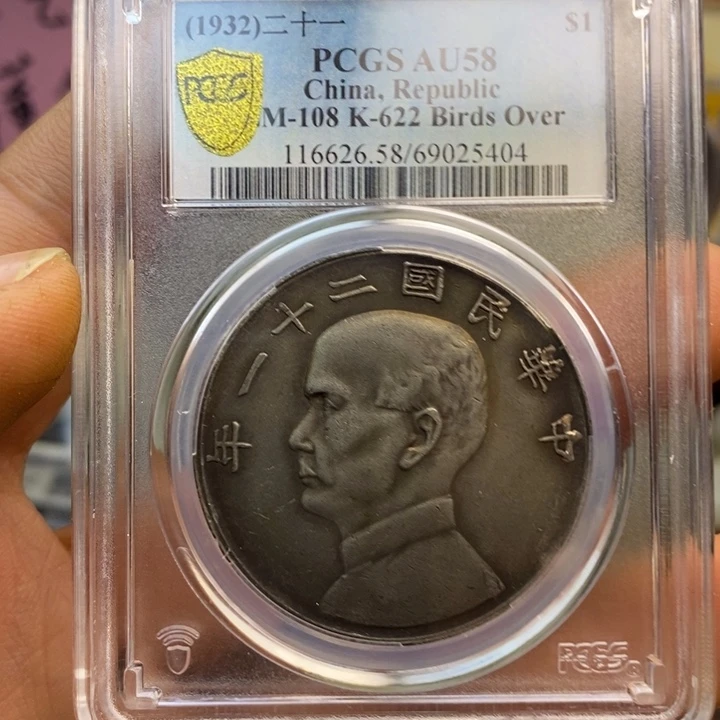 (1932)二十一 $1
PCGS
PCGS AU58
China, Republic
M-108 K-622 Birds Over
116626.58/69025404
中華民國二十一年
PCGS